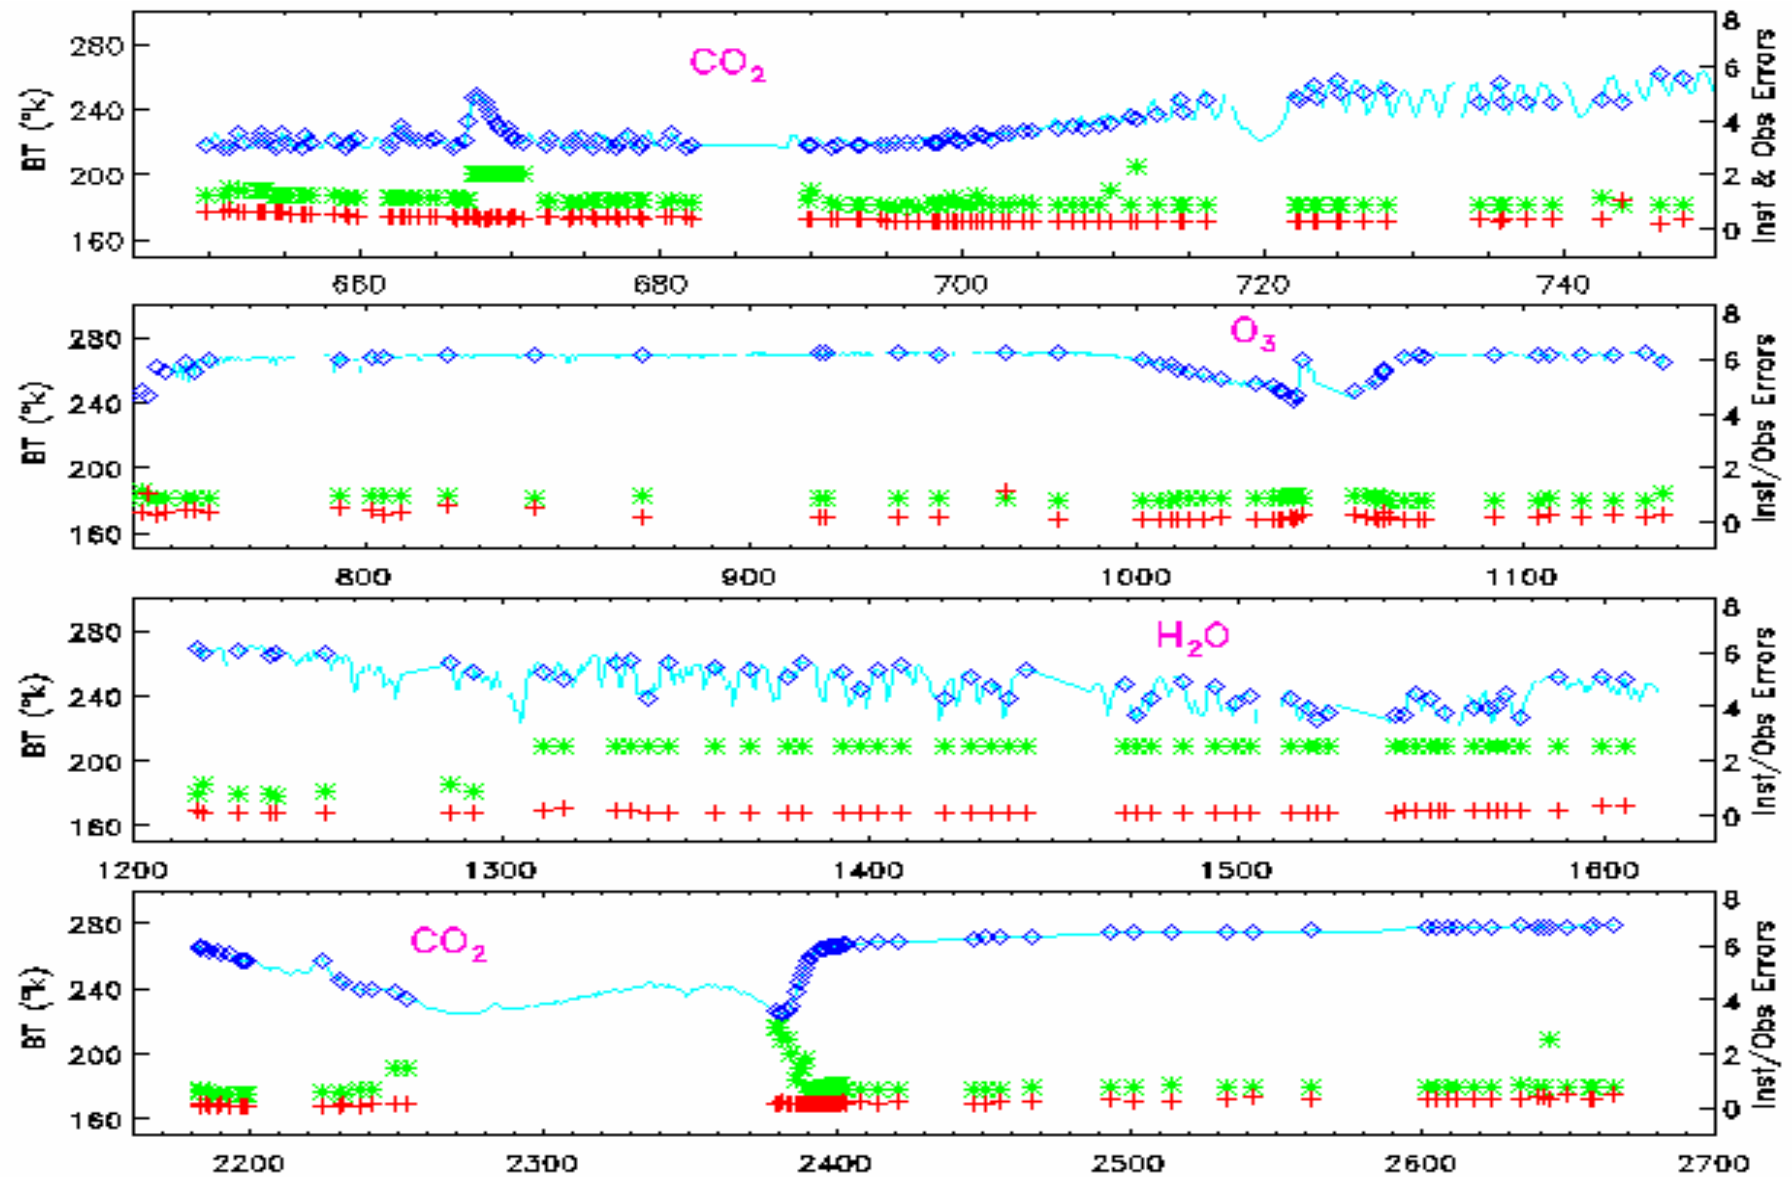 CO2
BT (°k)
280
240
200
160
8
6
4
2
0
Inst & Obs Errors
660 680 700 720 740
O3
BT (°k)
280
240
200
160
8
6
4
2
0
Inst/Obs Errors
800 900 1000 1100
H2O
BT (°k)
280
240
200
160
8
6
4
2
0
Inst/Obs Errors
1200 1300 1400 1500 1600
CO2
BT (°k)
280
240
200
160
8
6
4
2
0
Inst/Obs Errors
2200 2300 2400 2500 2600 2700